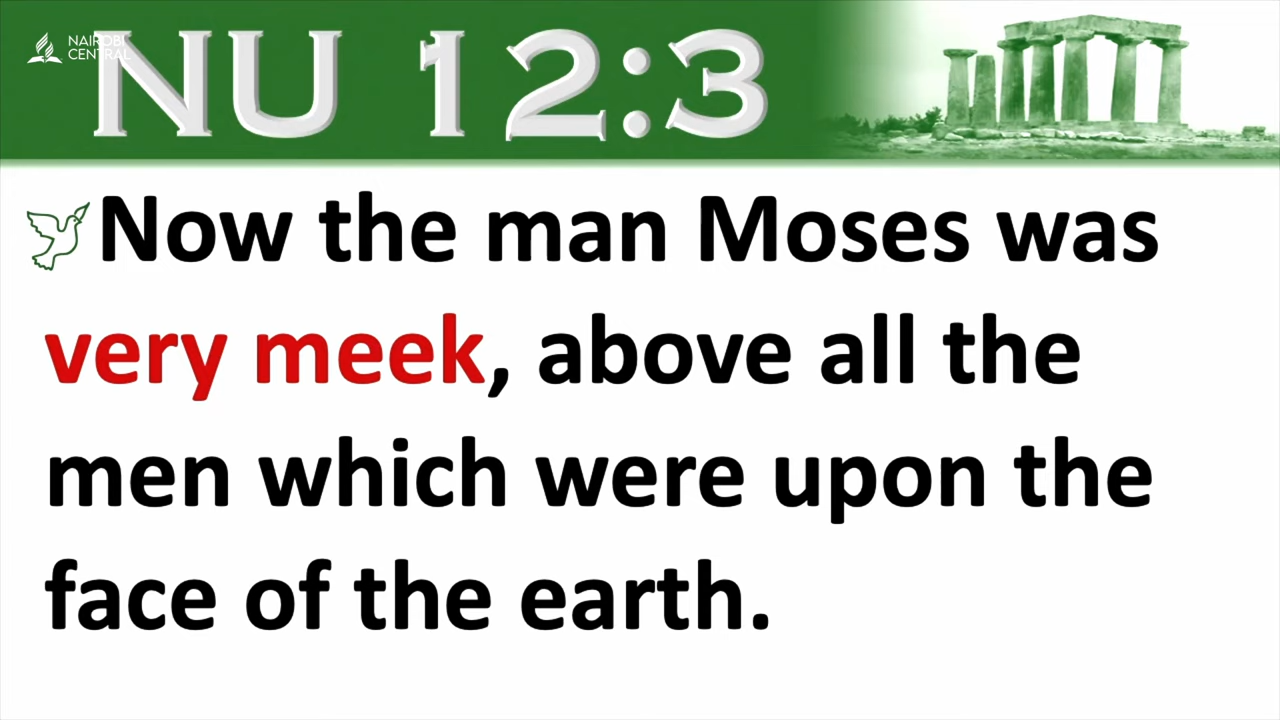 NAIROBI
CENTRAL
NU 12:3
Now the man Moses was
very meek, above all the
men which were upon the
face of the earth.